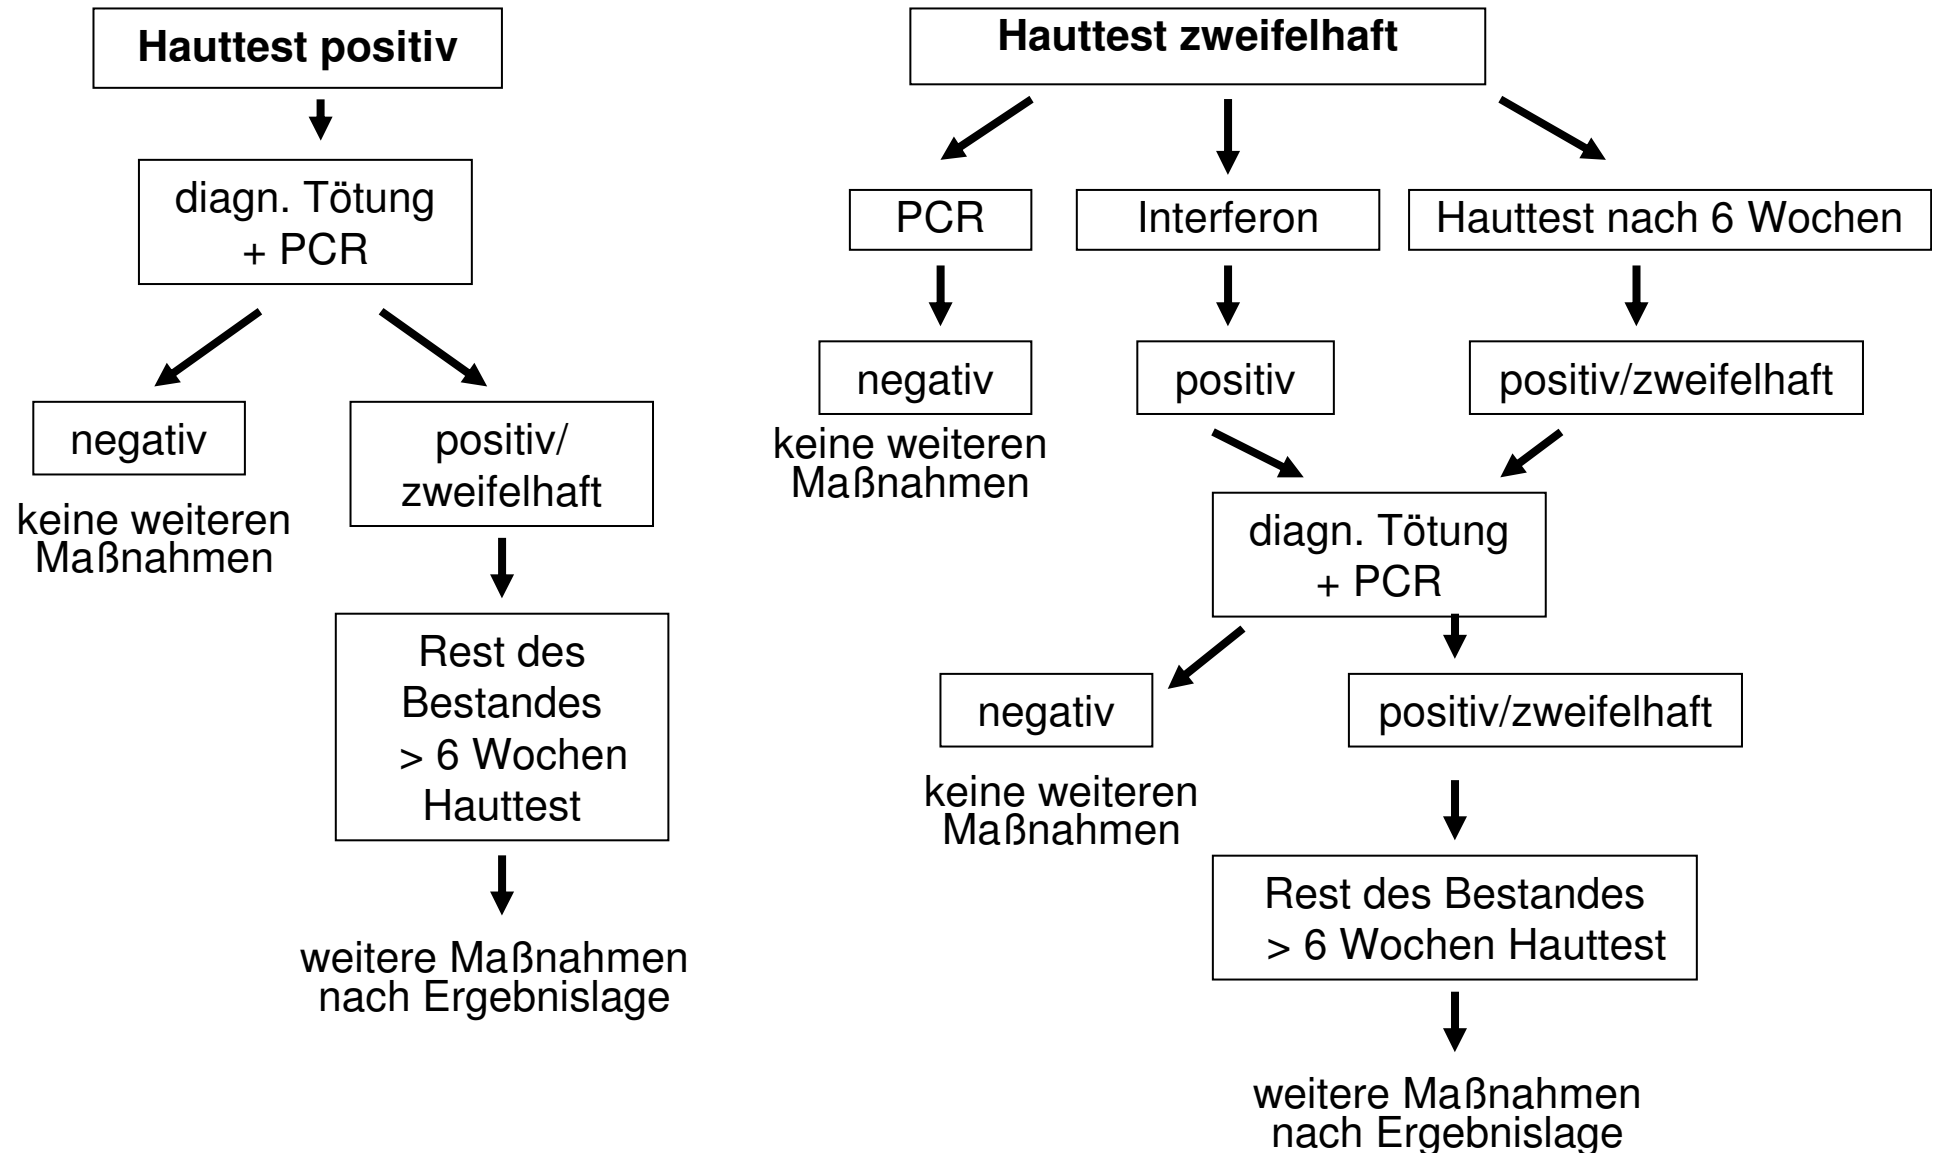 Hauttest positiv
diagn. Tötung
+ PCR
negativ
keine weiteren
Maßnahmen
positiv/
zweifelhaft
Rest des
Bestandes
> 6 Wochen
Hauttest
weitere Maßnahmen
nach Ergebnislage
Hauttest zweifelhaft
PCR
Interferon
Hauttest nach 6 Wochen
negativ
keine weiteren
Maßnahmen
positiv
positiv/zweifelhaft
diagn. Tötung
+ PCR
negativ
keine weiteren
Maßnahmen
positiv/zweifelhaft
Rest des Bestandes
> 6 Wochen Hauttest
weitere Maßnahmen
nach Ergebnislage